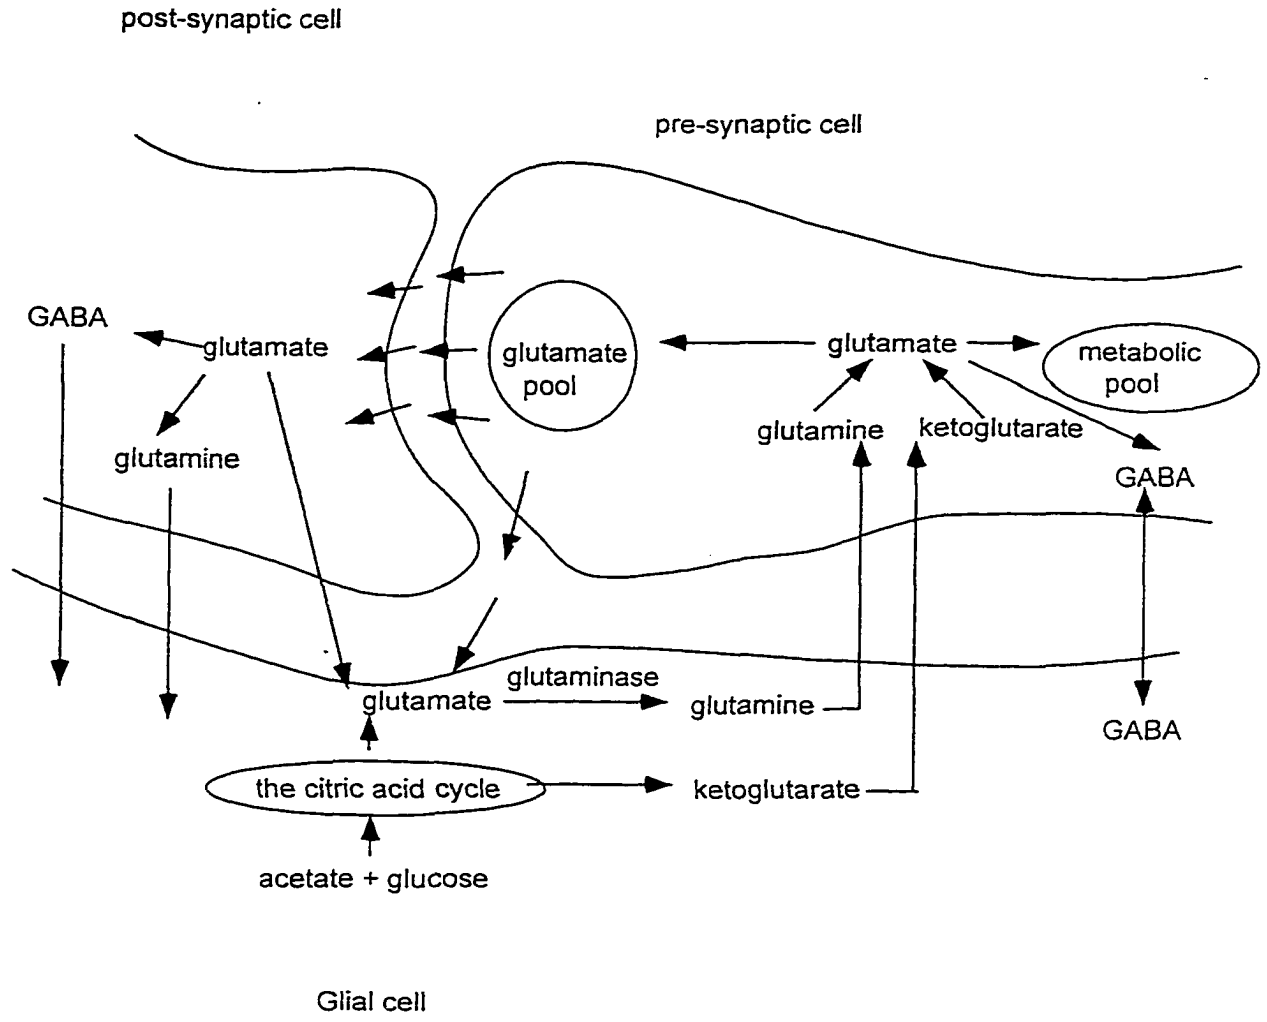 post-synaptic cell
pre-synaptic cell
GABA
glutamate
glutamine
glutamate
pool
glutamate
metabolic
pool
glutamine
ketoglutarate
GABA
glutamate
glutaminase
glutamine
GABA
the citric acid cycle
ketoglutarate
acetate + glucose
Glial cell